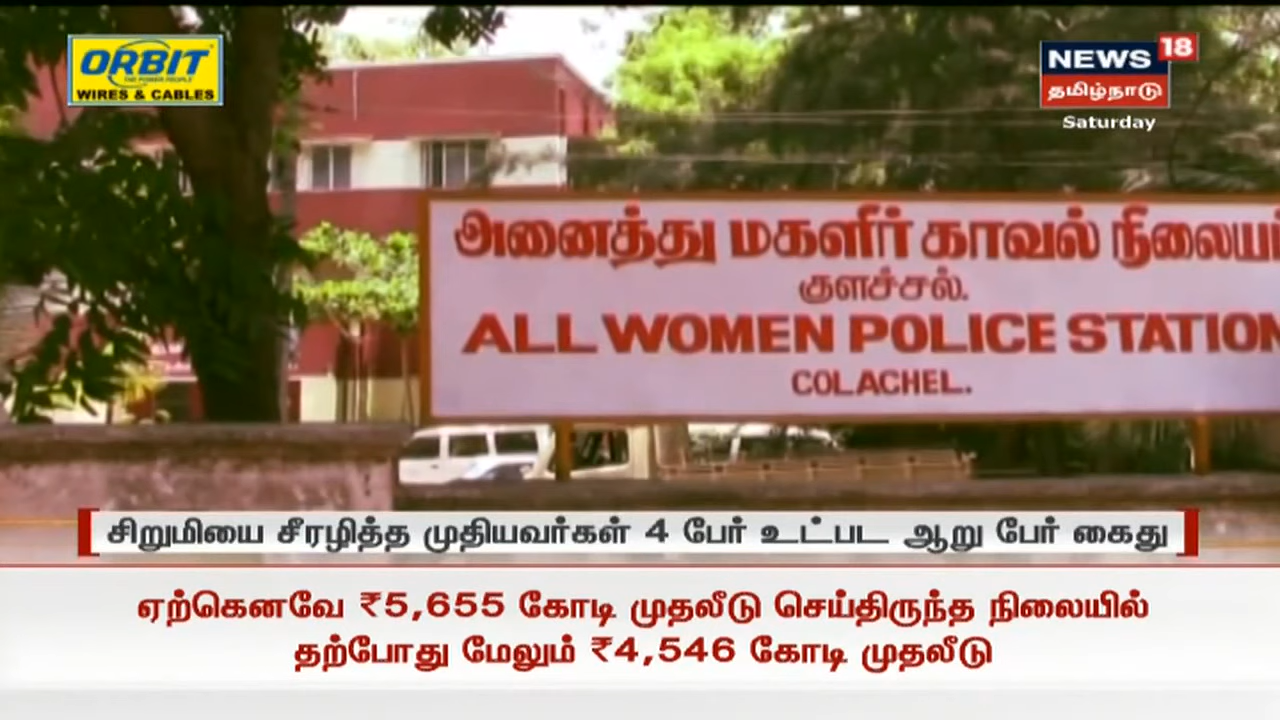 ORBIT
THE POWER PEOPLE
WIRES & CABLES
NEWS 18
தமிழ்நாடு
Saturday
அனைத்து மகளிர் காவல்
குளச்சல்.
ALL WOMEN POLICE STATION
COLACHEL.
சிறுமியை சீரழித்த முதியவர்கள் 4 பேர் உட்பட ஆறு பேர் கைது
ஏற்கெனவே ₹5,655 கோடி முதலீடு செய்திருந்த நிலையில்
தற்போது மேலும் ₹4,546 கோடி முதலீடு